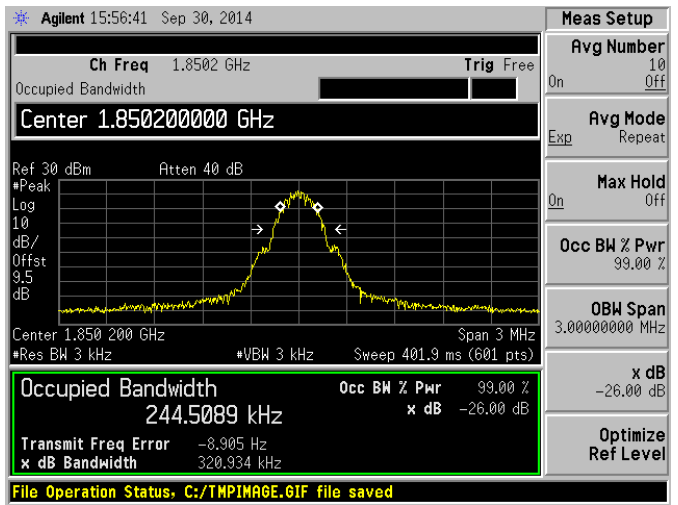 Agilent 15:56:41 Sep 30, 2014
Ch Freq 1.8502 GHz Trig Free
Occupied Bandwidth
Center 1.850200000 GHz
Ref 30 dBm Atten 40 dB
#Peak
Log
10
dB/
Offst
9.5
dB
Center 1.850 200 GHz Span 3 MHz
#Res BW 3 kHz #VBW 3 kHz Sweep 401.9 ms (601 pts)
Occupied Bandwidth Occ BW % Pwr 99.00 %
244.5089 kHz x dB -26.00 dB
Transmit Freq Error -8.905 Hz
x dB Bandwidth 320.934 kHz
File Operation Status, C:/TMPIMAGE.GIF file saved
Meas Setup
Avg Number
10
On Off
Avg Mode
Exp Repeat
Max Hold
On Off
Occ BW % Pwr
99.00 %
OBW Span
3.00000000 MHz
x dB
-26.00 dB
Optimize
Ref Level